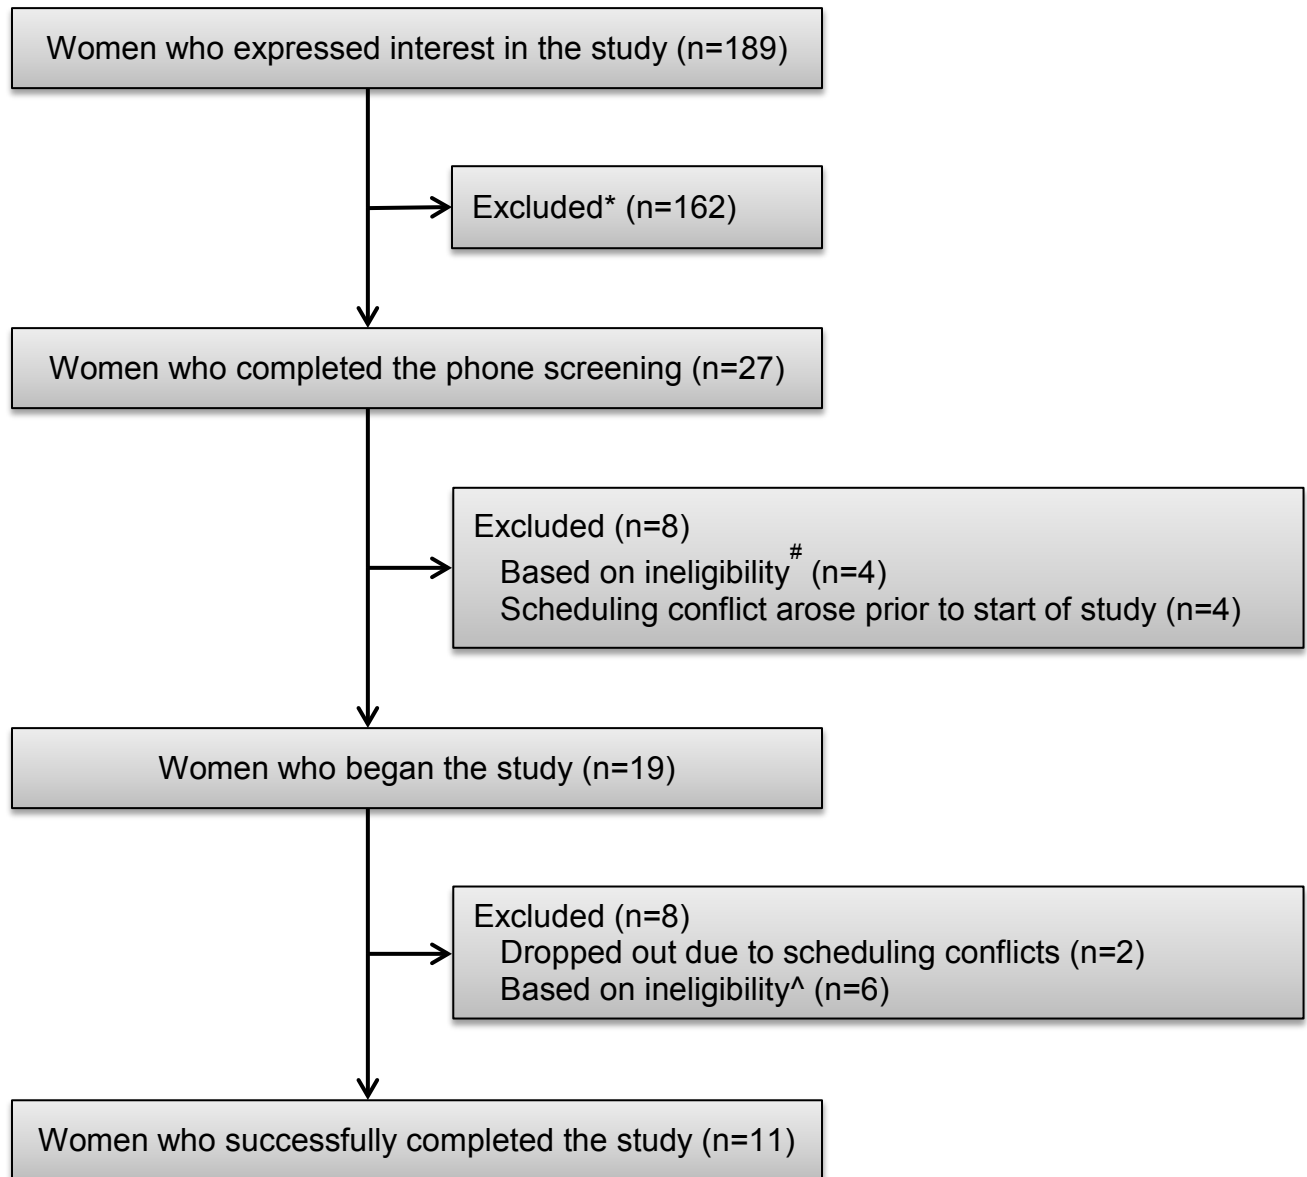 Women who expressed interest in the study (n=189)
Excluded* (n=162)
Women who completed the phone screening (n=27)
Excluded (n=8)
Based on ineligibility# (n=4)
Scheduling conflict arose prior to start of study (n=4)
Women who began the study (n=19)
Excluded (n=8)
Dropped out due to scheduling conflicts (n=2)
Based on ineligibility^ (n=6)
Women who successfully completed the study (n=11)